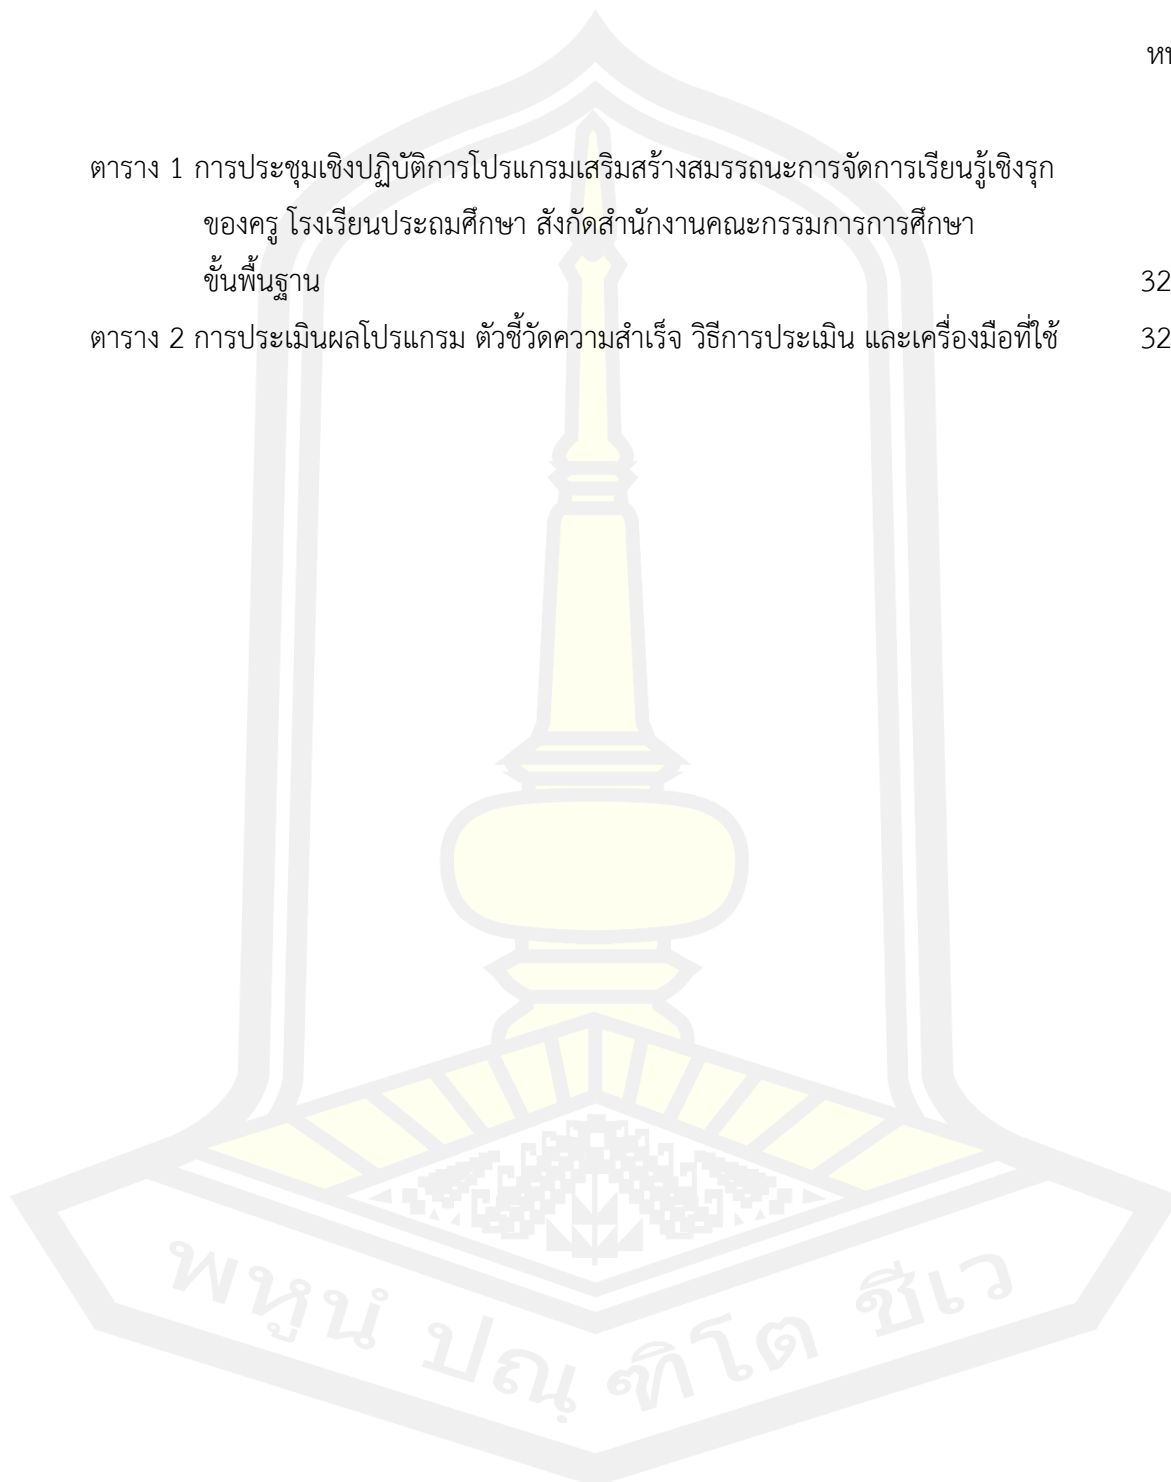 ตาราง 1 การประชุมเชิงปฏิบัติการโปรแกรมเสริมสร้างสมรรถนะการจัดการเรียนรู้เชิงรุก
ของครู โรงเรียนประถมศึกษา สังกัดสำนักงานคณะกรรมการการศึกษา
ขั้นพื้นฐาน 32
ตาราง 2 การประเมินผลโปรแกรม ตัวชี้วัดความสำเร็จ วิธีการประเมิน และเครื่องมือที่ใช้ 32
พหูนํ ปณฺฑิโต ชีเว